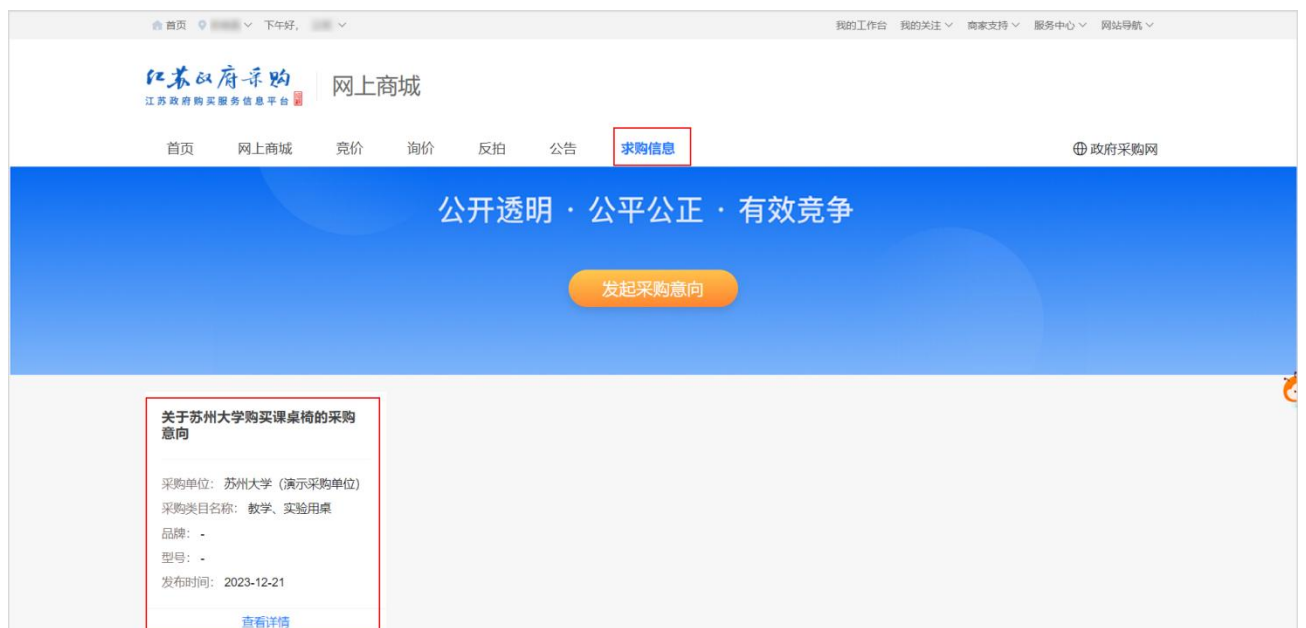 首页 下午好， 我的工作台 我的关注 商家支持 服务中心 网站导航
江苏政府采购 网上商城
江苏政府购买服务信息平台
首页 网上商城 竞价 询价 反拍 公告 求购信息 政府采购网
公开透明 · 公平公正 · 有效竞争
发起采购意向
关于苏州大学购买课桌椅的采购
意向
采购单位： 苏州大学（演示采购单位）
采购类目名称： 教学、实验用桌
品牌： -
型号： -
发布时间： 2023-12-21
查看详情